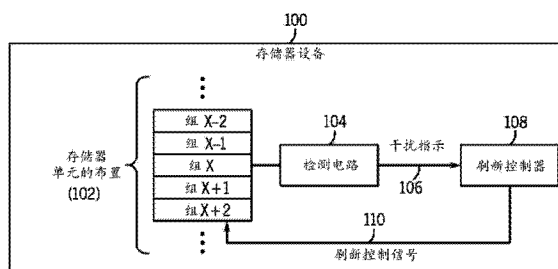 100
存储器设备
组 X-2
组 X-1
组 X
组 X+1
组 X+2
存储器
单元的布置
(102)
104
检测电路
干扰指示
106
108
刷新控制器
110
刷新控制信号